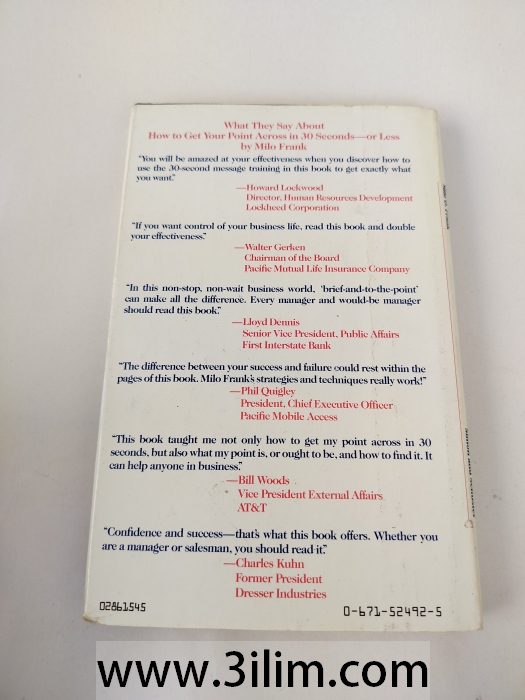 What They Say About
How to Get Your Point Across in 30 Seconds—or Less
by Milo Frank
"You will be amazed at your effectiveness when you discover how to
use the 30-second message training in this book to get exactly what
you want."
—Howard Lockwood
Director, Human Resources Development
Lockheed Corporation
"If you want control of your business life, read this book and double
your effectiveness."
—Walter Gerken
Chairman of the Board
Pacific Mutual Life Insurance Company
"In this non-stop, non-wait business world, 'brief-and-to-the-point'
can make all the difference. Every manager and would-be manager
should read this book."
—Lloyd Dennis
Senior Vice President, Public Affairs
First Interstate Bank
"The difference between your success and failure could rest within the
pages of this book. Milo Frank's strategies and techniques really work!"
—Phil Quigley
President, Chief Executive Officer
Pacific Mobile Access
"This book taught me not only how to get my point across in 30
seconds, but also what my point is, or ought to be, and how to find it. It
can help anyone in business."
—Bill Woods
Vice President External Affairs
AT&T
"Confidence and success—that's what this book offers. Whether you
are a manager or salesman, you should read it."
—Charles Kuhn
Former President
Dresser Industries
02861545
0-671-52492-5
www.3ilim.com